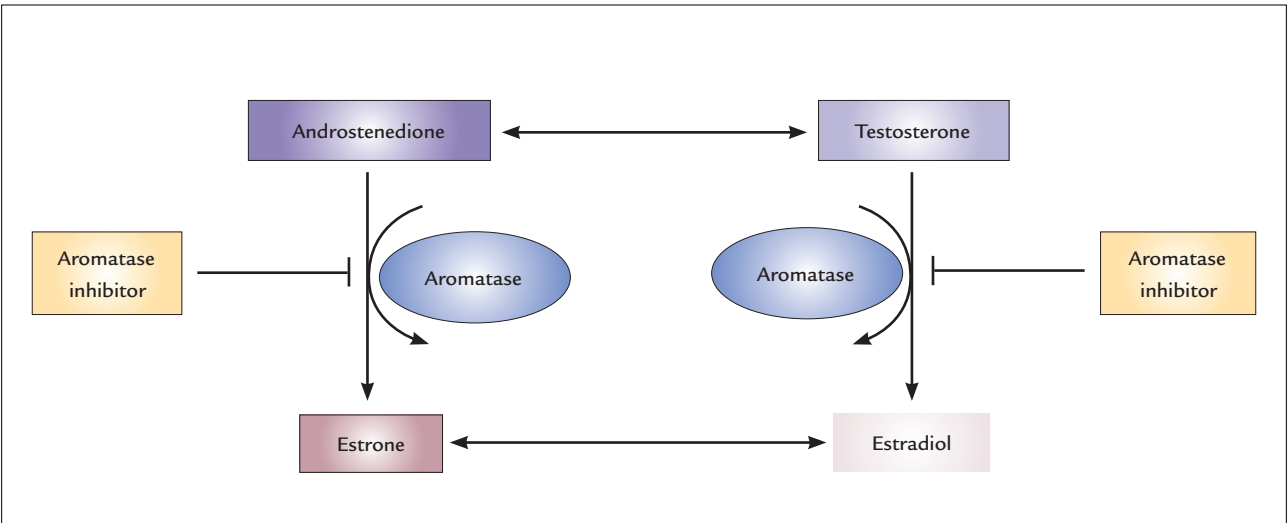 Androstenedione
Testosterone
Aromatase
inhibitor
Aromatase
Aromatase
Aromatase
inhibitor
Estrone
Estradiol